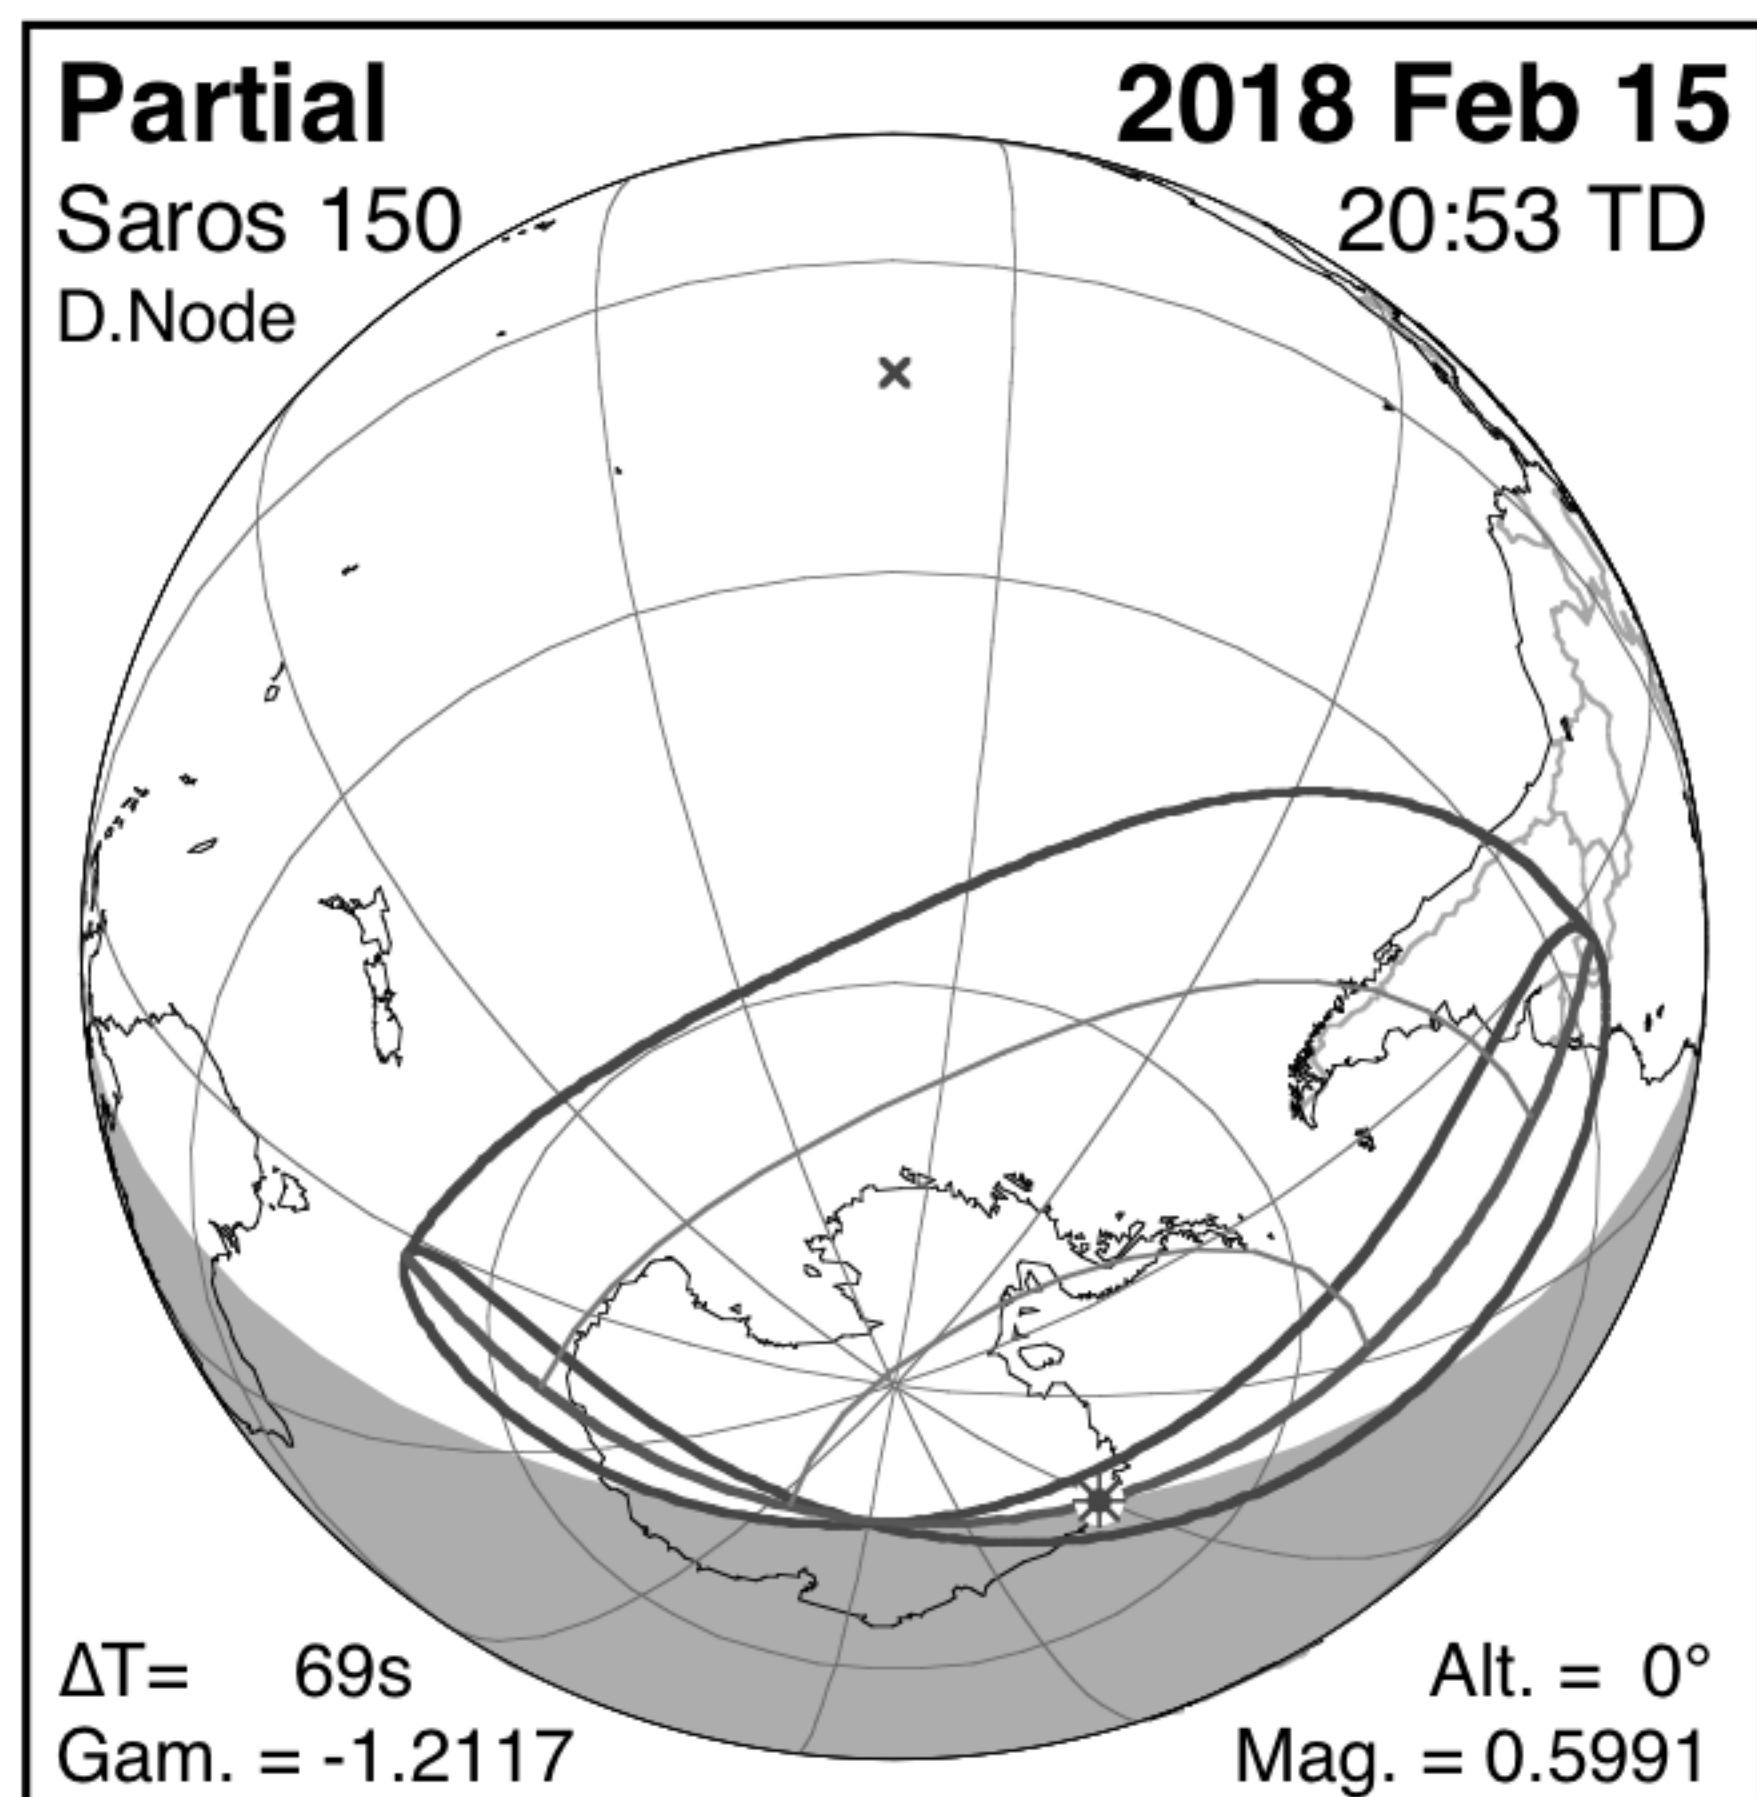 Partial 2018 Feb 15
Saros 150 20:53 TD
D.Node
ΔT= 69s Alt. = 0°
Gam. = -1.2117 Mag. = 0.5991